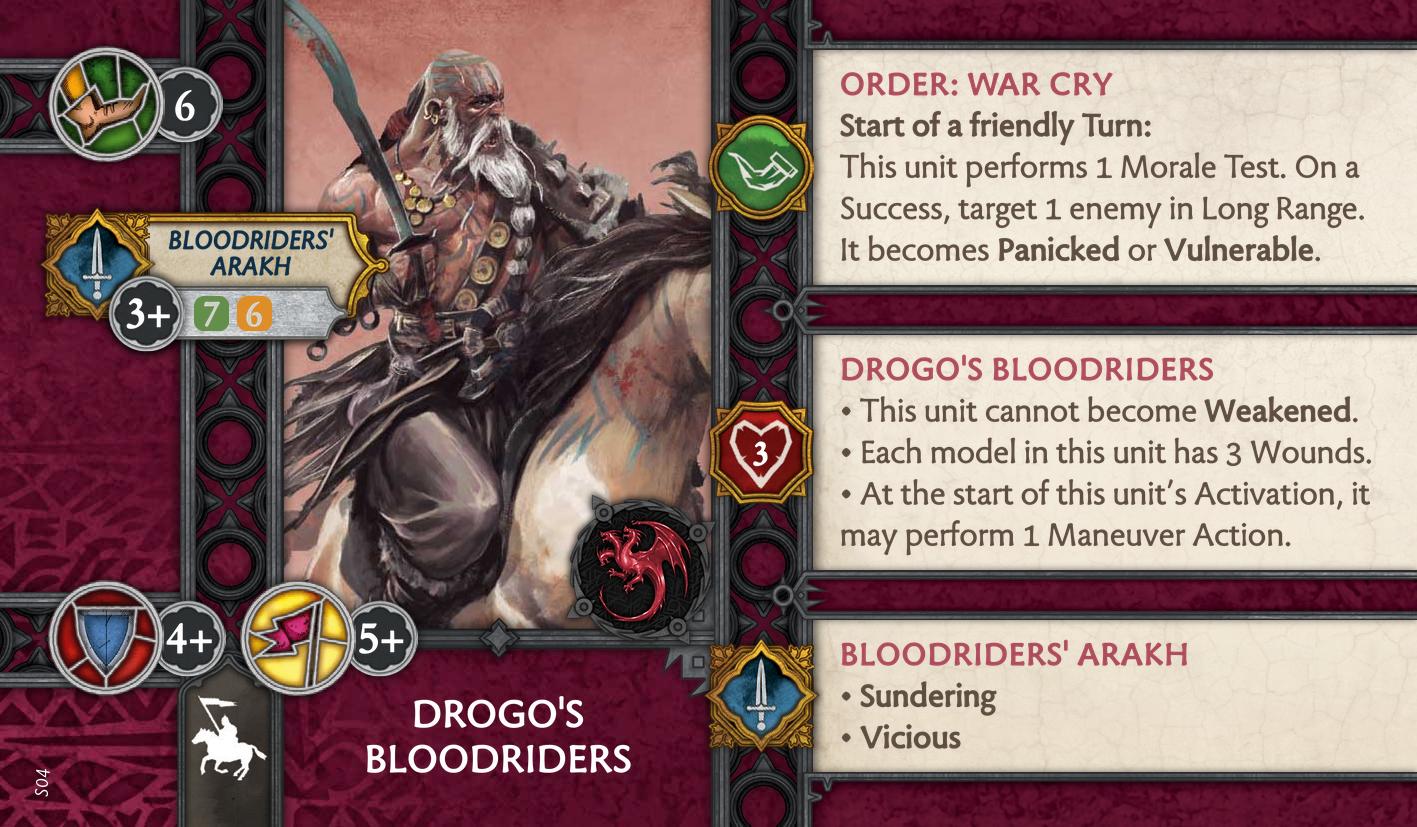 6
BLOODRIDERS'
ARAKH
3+ 7 6
4+ 5+
DROGO'S
BLOODRIDERS
S04
ORDER: WAR CRY
Start of a friendly Turn:
This unit performs 1 Morale Test. On a
Success, target 1 enemy in Long Range.
It becomes Panicked or Vulnerable.
3
DROGO'S BLOODRIDERS
• This unit cannot become Weakened.
• Each model in this unit has 3 Wounds.
• At the start of this unit's Activation, it
may perform 1 Maneuver Action.
BLOODRIDERS' ARAKH
• Sundering
• Vicious